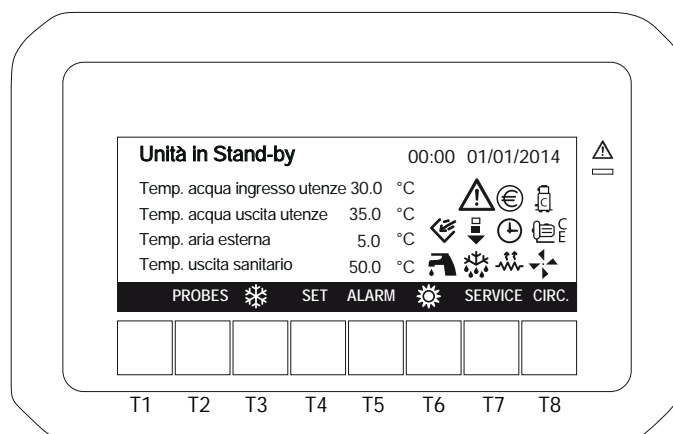 Unità in Stand-by 00:00 01/01/2014
Temp. acqua ingresso utenze 30.0 °C
Temp. acqua uscita utenze 35.0 °C
Temp. aria esterna 5.0 °C
Temp. uscita sanitario 50.0 °C
C
€
C
E
PROBES SET ALARM SERVICE CIRC.
T1 T2 T3 T4 T5 T6 T7 T8